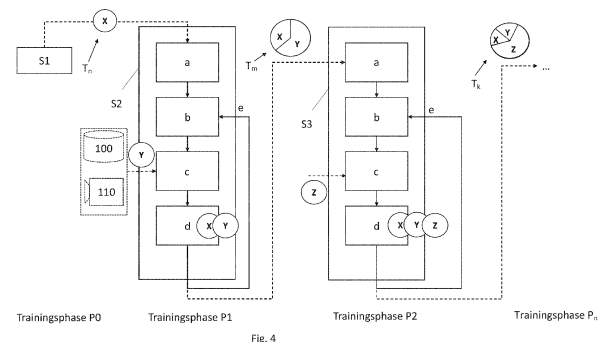 X
S1
Tn
S2
a
b
c
d
e
100
110
Y
X Y
X Y
Tm
S3
a
b
c
d
e
Z
X Y Z
X Y Z
Tk
...
Trainingsphase P0
Trainingsphase P1
Trainingsphase P2
Trainingsphase Pn
Fig. 4